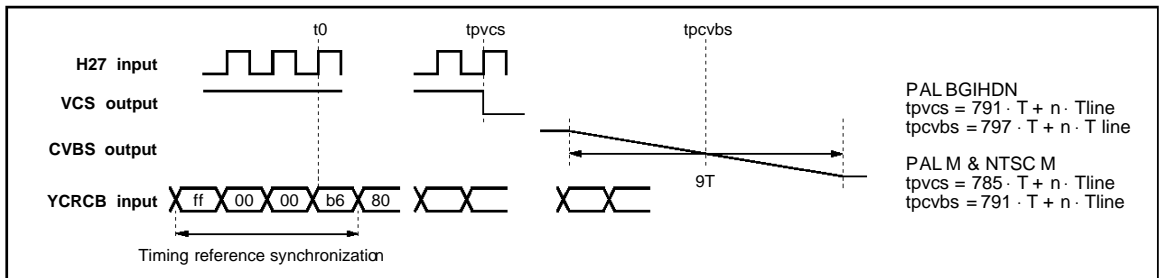 t0 tpvcs tpcvbs
H27 input
VCS output
CVBS output
9T
YCRCB input ff 00 00 b6 80
Timing reference synchronization
PAL BGIHDN
tpvcs = 791 · T + n · Tline
tpcvbs = 797 · T + n · T line
PAL M & NTSC M
tpvcs = 785 · T + n · Tline
tpcvbs = 791 · T + n · Tline